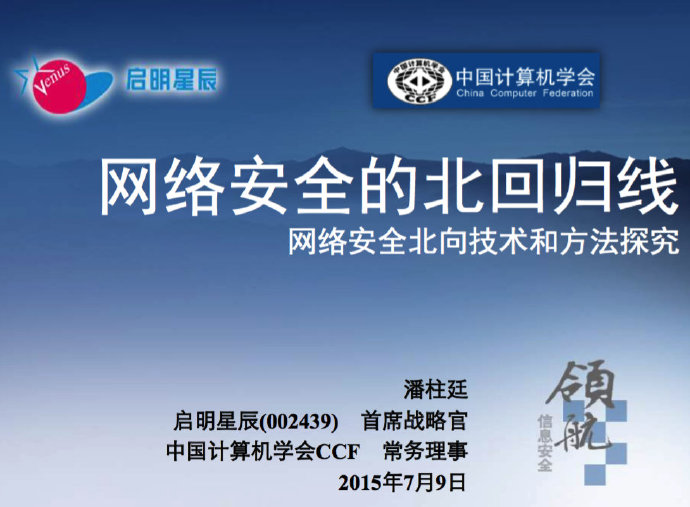 Venus 启明星辰
CCF 中国计算机学会
China Computer Federation
网络安全的北回归线
网络安全北向技术和方法探究
潘柱廷
启明星辰(002439) 首席战略官
中国计算机学会CCF 常务理事
2015年7月9日
領航
信息安全